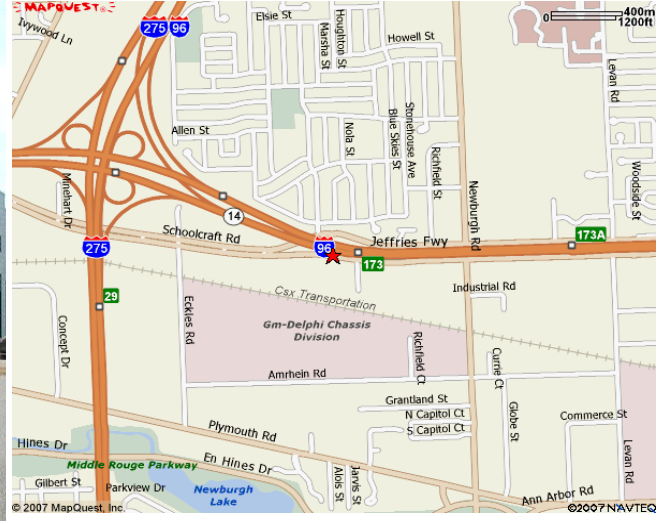 MAPQUEST
Ivywood Ln
275
96
Elsie St
Marsha St
Houghton St
Howell St
400m
0
1200ft
Levan Rd
Allen St
Nola St
Blue Skies St
Stonehouse Ave
Richfield St
Newburgh Rd
Woodside St
Minehart Dr
14
Schoolcraft Rd
96
Jeffries Fwy
173A
275
173
29
Csx Transportation
Industrial Rd
Eckles Rd
Gm-Delphi Chassis
Division
Concept Dr
Richfield Ct
Currie Ct
Amrhein Rd
Grantland St
N Capitol Ct
S Capitol Ct
Globe St
Commerce St
Plymouth Rd
Hines Dr
En Hines Dr
Middle Rouge Parkway
Gilbert St
Parkview Dr
Newburgh
Lake
Alois St
Jarvis St
Levan Rd
Ann Arbor Rd
© 2007 MapQuest, Inc.
©2007 NAVTEQ